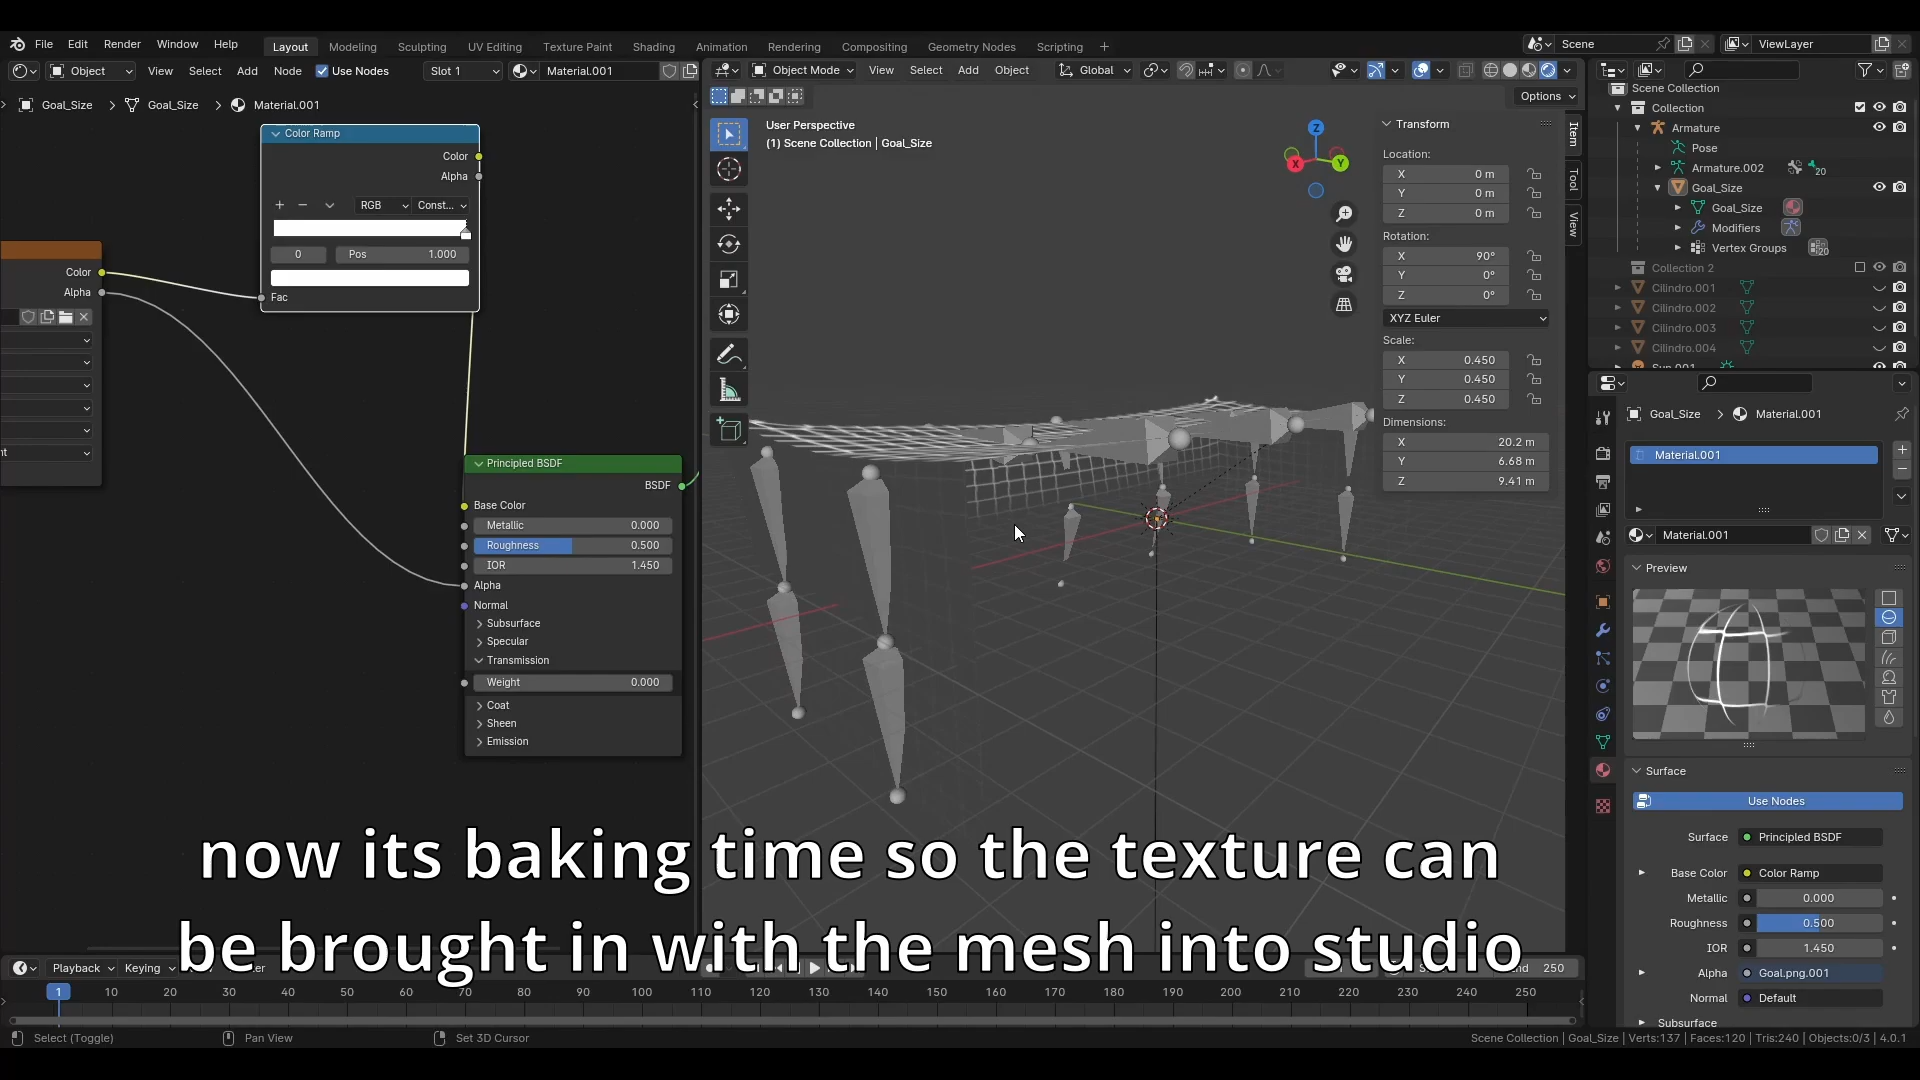 File Edit Render Window Help Layout Modeling Sculpting UV Editing Texture Paint Shading Animation Rendering Compositing Geometry Nodes Scripting + Scene ViewLayer
Object View Select Add Object Node Use Nodes Slot 1 Material.001
Object Mode View Select Add Object Global
Options
Goal_Size > Goal_Size > Material.001
Color Ramp
Color
Alpha
RGB Const...
0 Pos 1.000
Fac
Color
Alpha
Principled BSDF
BSDF
Base Color
Metallic 0.000
Roughness 0.500
IOR 1.450
Alpha
Normal
Subsurface
Specular
Transmission
Weight 0.000
Coat
Sheen
Emission
User Perspective
(1) Scene Collection | Goal_Size
Z
X
Y
Transform
Location:
X 0 m
Y 0 m
Z 0 m
Rotation:
X 90°
Y 0°
Z 0°
XYZ Euler
Scale:
X 0.450
Y 0.450
Z 0.450
Dimensions:
X 20.2 m
Y 6.68 m
Z 9.41 m
Item
Tool
View
Scene Collection
Collection
Armature
Pose
Armature.002 20
Goal_Size
Goal_Size
Modifiers
Vertex Groups 20
Collection 2
Cilindro.001
Cilindro.002
Cilindro.003
Cilindro.004
Sun.001
Goal_Size > Material.001
Material.001
Material.001
Preview
Surface
Use Nodes
Surface Principled BSDF
Base Color Color Ramp
Metallic 0.000
Roughness 0.500
IOR 1.450
Alpha Goal.png.001
Normal Default
Subsurface
now its baking time so the texture can
be brought in with the mesh into studio
Playback Keying 250
1 10 20 30 40 50 60 70 80 90 100 110 120 130 140 150 160 170 180 190 200 210 220 230 240 250
Select (Toggle) Pan View Set 3D Cursor Scene Collection | Goal_Size | Verts:137 | Faces:120 | Tris:240 | Objects:0/3 | 4.0.1